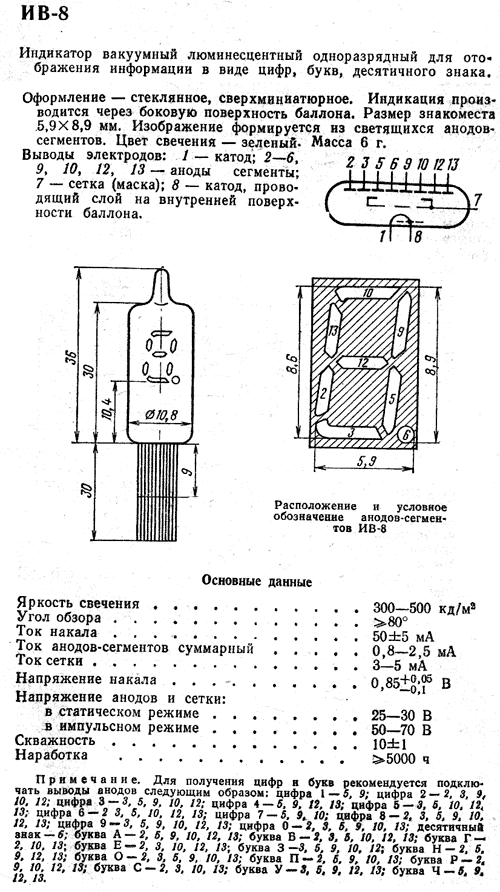 ИВ-8
Индикатор вакуумный люминесцентный одноразрядный для ото-
бражения информации в виде цифр, букв, десятичного знака.
Оформление — стеклянное, сверхминиатюрное. Индикация произ-
водится через боковую поверхность баллона. Размер знакоместа
5,9×8,9 мм. Изображение формируется из светящихся анодов-
сегментов. Цвет свечения — зеленый. Масса 6 г.
Выводы электродов: 1 — катод; 2—6,
9, 10, 12, 13 — аноды сегменты;
7 — сетка (маска); 8 — катод, прово-
дящий слой на внутренней поверх-
ности баллона.
2 3 5 6 9 10 12 13
7
1 8
36
30
10,4
⌀10,8
30
9
10
13
9
12
2
5
3
6
8,6
8,9
5,9
Расположение и условное
обозначение анодов-сегмен-
тов ИВ-8
Основные данные
Яркость свечения . . . . . . . . . . . . 300—500 кд/м²
Угол обзора . . . . . . . . . . . . . . ⩾80°
Ток накала . . . . . . . . . . . . . . 50±5 мА
Ток анодов-сегментов суммарный . . . . . . 0,8—2,5 мА
Ток сетки . . . . . . . . . . . . . . . 3—5 мА
Напряжение накала . . . . . . . . . . . 0,85+0,05−0,1 В
Напряжение анодов и сетки:
в статическом режиме . . . . . . . . . 25—30 В
в импульсном режиме . . . . . . . . . 50—70 В
Скважность . . . . . . . . . . . . . . 10±1
Наработка . . . . . . . . . . . . . . ⩾5000 ч
Примечание. Для получения цифр и букв рекомендуется подклю-
чать выводы анодов следующим образом: цифра 1—5, 9; цифра 2—2, 3, 9,
10, 12; цифра 3—3, 5, 9, 10, 12; цифра 4—5, 9, 12, 13; цифра 5—3, 5, 10, 12,
13; цифра 6—2 3, 5, 10, 12, 13; цифра 7—5, 9, 10; цифра 8—2, 3, 5, 9, 10,
12, 13; цифра 9—3, 5, 9, 10, 12, 13; цифра 0—2, 3, 5, 9, 10, 13; десятичный
знак—6; буква А—2, 5, 9, 10, 12, 13; буква Б—2, 3, 5, 10, 12, 13; буква Г—
2, 10, 13; буква Е—2, 3, 10, 12, 13; буква З—3, 5, 9, 10, 12; буква Н—2, 5,
9, 12, 13; буква О—2, 3, 5, 9, 10, 13; буква П—2, 5, 9, 10, 13; буква Р—2,
9, 10, 12, 13; буква С—2, 3, 10, 13; буква У—3, 5, 9, 12, 13; буква Ч—5, 9,
12, 13.